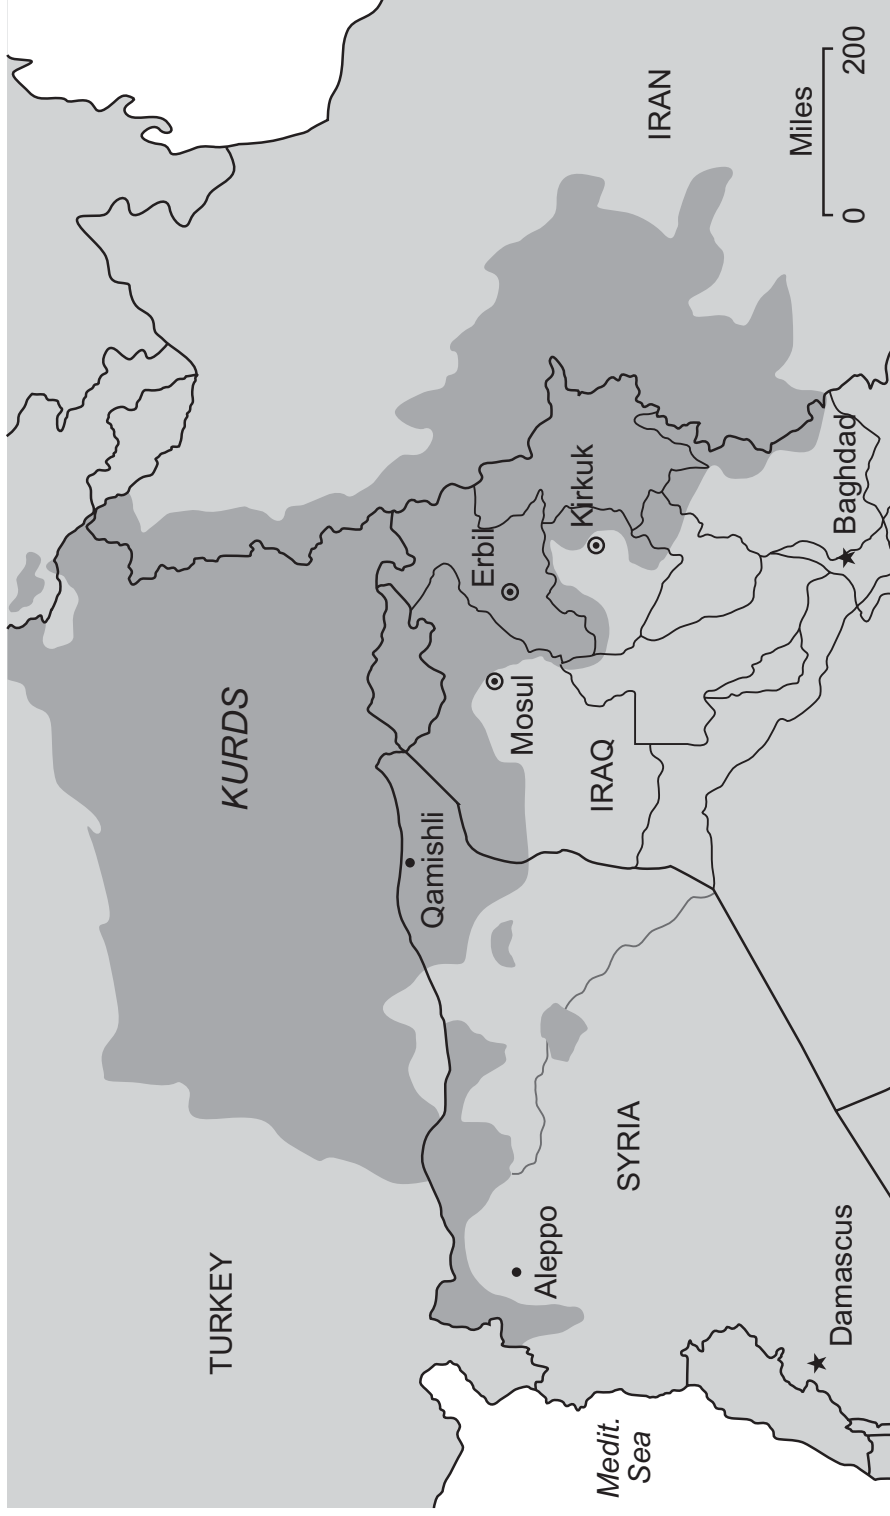 TURKEY
KURDS
Qamishli
Erbil
Kirkuk
Mosul
IRAQ
IRAN
Aleppo
SYRIA
Medit.
Sea
Damascus
Baghdad
Miles
0 200